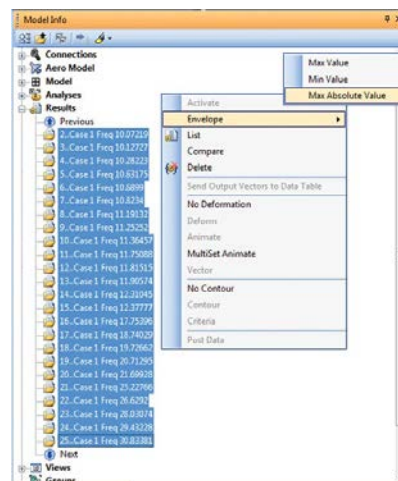 Model Info
Connections
Aero Model
Model
Analyses
Results
Previous
2..Case 1 Freq 10.07219
3..Case 1 Freq 10.12727
4..Case 1 Freq 10.28223
5..Case 1 Freq 10.63175
6..Case 1 Freq 10.6899
7..Case 1 Freq 10.8234
8..Case 1 Freq 11.19132
9..Case 1 Freq 11.25252
10..Case 1 Freq 11.36457
11..Case 1 Freq 11.75088
12..Case 1 Freq 11.81515
13..Case 1 Freq 11.90574
14..Case 1 Freq 12.31045
15..Case 1 Freq 12.37777
16..Case 1 Freq 17.75396
17..Case 1 Freq 18.74029
18..Case 1 Freq 19.72662
19..Case 1 Freq 20.71295
20..Case 1 Freq 21.69928
21..Case 1 Freq 23.22766
22..Case 1 Freq 26.6292
23..Case 1 Freq 28.03074
24..Case 1 Freq 29.43228
25..Case 1 Freq 30.83381
Next
Views
Groups
Activate
Envelope
List
Compare
Delete
Send Output Vectors to Data Table
No Deformation
Deform
Animate
MultiSet Animate
Vector
No Contour
Contour
Criteria
Post Data
Max Value
Min Value
Max Absolute Value